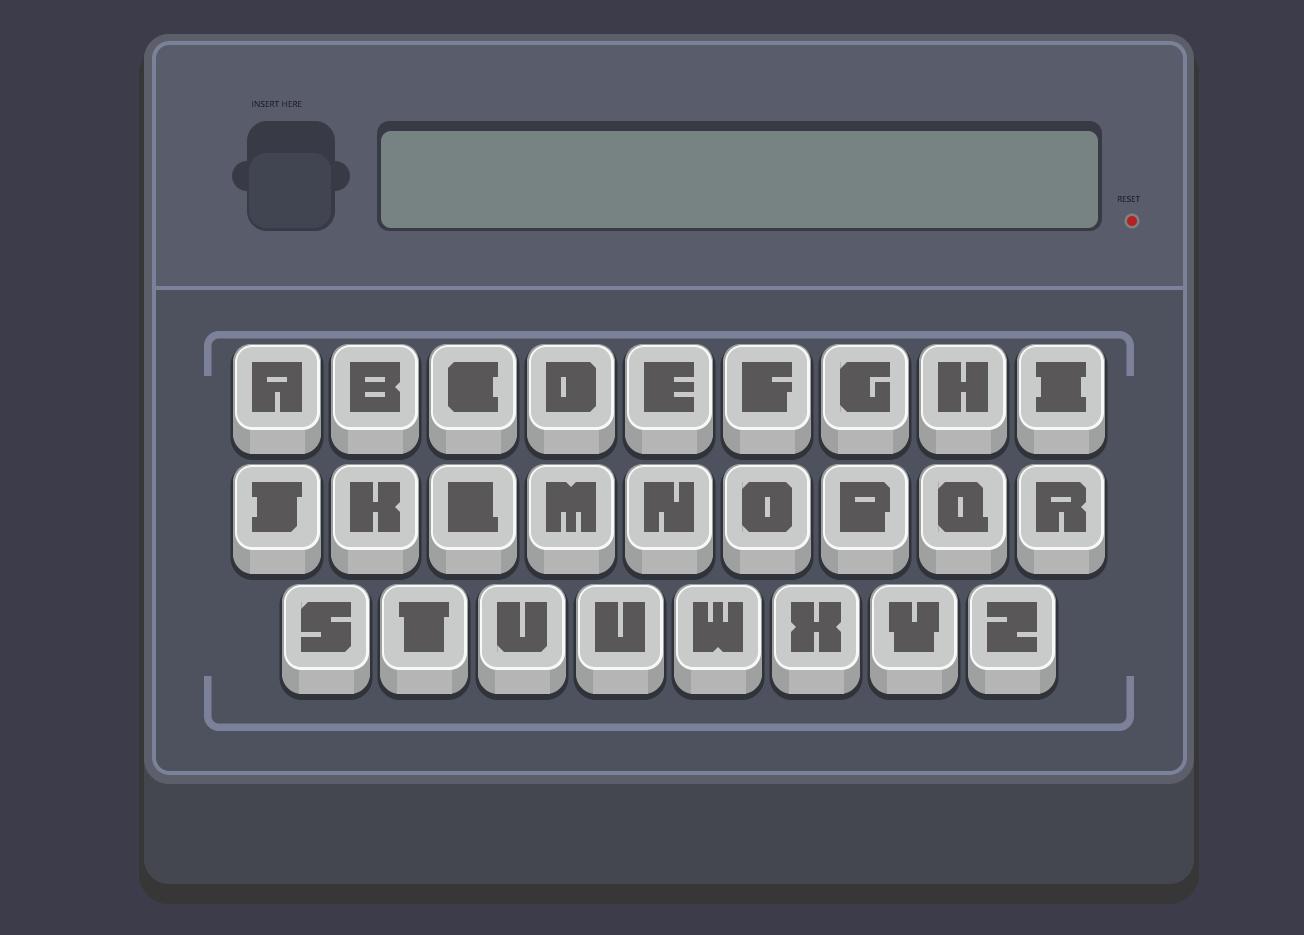 INSERT HERE
RESET
A B C D E F G H I
J K L M N O P Q R
S T U V W X Y Z